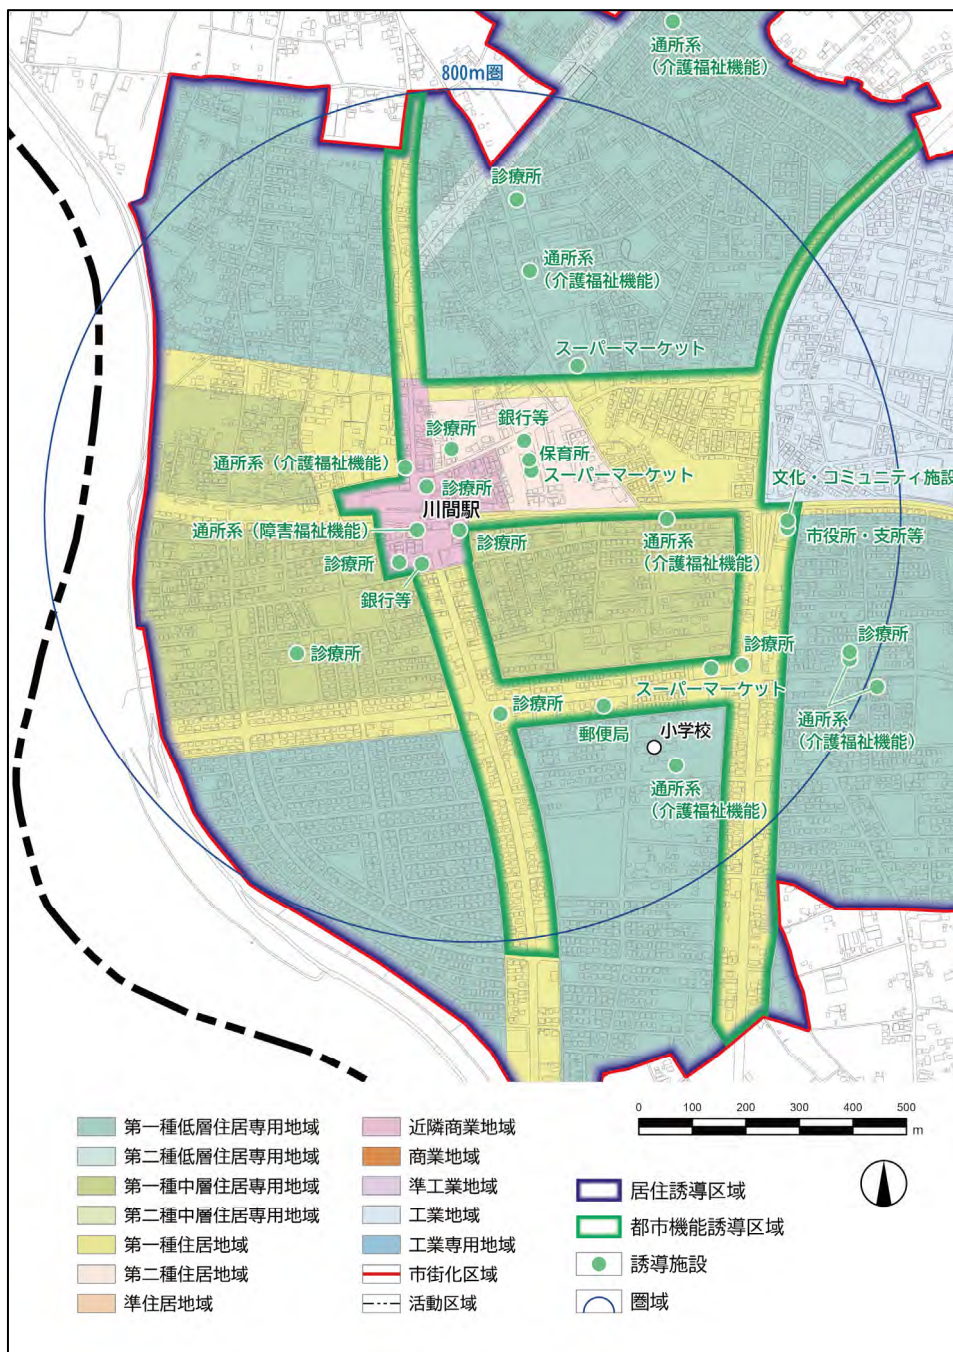 通所系
(介護福祉機能)
800m圏
診療所
通所系
(介護福祉機能)
スーパーマーケット
銀行等
診療所
保育所
通所系(介護福祉機能)
スーパーマーケット
文化・コミュニティ施設
診療所
川間駅
通所系(障害福祉機能)
診療所
通所系
(介護福祉機能)
市役所・支所等
診療所
銀行等
診療所
診療所
診療所
スーパーマーケット
診療所
郵便局
小学校
通所系
(介護福祉機能)
通所系
(介護福祉機能)
第一種低層住居専用地域
第二種低層住居専用地域
第一種中層住居専用地域
第二種中層住居専用地域
第一種住居地域
第二種住居地域
準住居地域
近隣商業地域
商業地域
準工業地域
工業地域
工業専用地域
市街化区域
活動区域
0 100 200 300 400 500
m
居住誘導区域
都市機能誘導区域
誘導施設
圏域